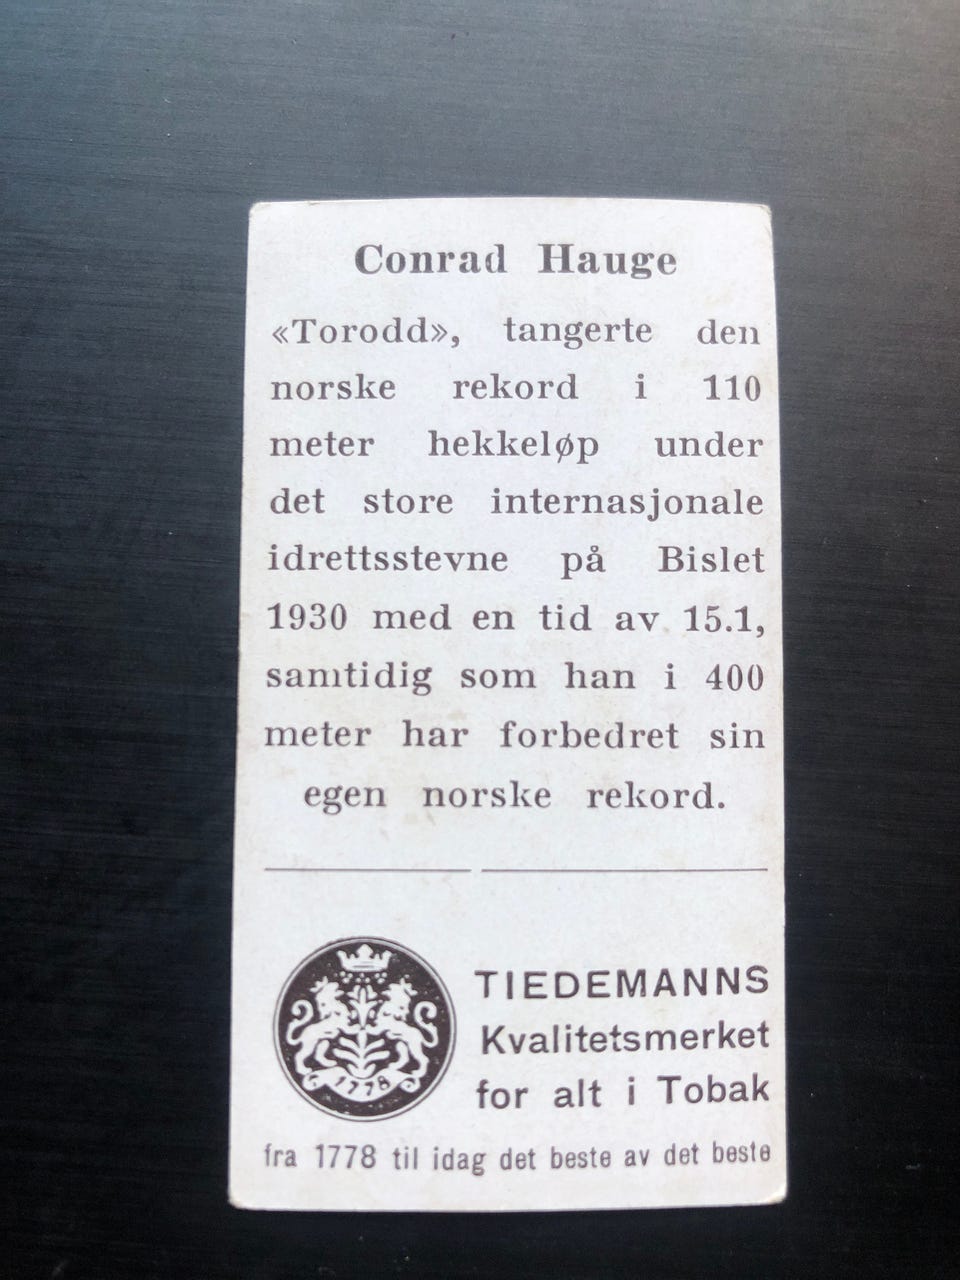 Conrad Hauge
«Torodd», tangerte den
norske rekord i 110
meter hekkeløp under
det store internasjonale
idrettsstevne på Bislet
1930 med en tid av 15.1,
samtidig som han i 400
meter har forbedret sin
egen norske rekord.
1778
TIEDEMANNS
Kvalitetsmerket
for alt i Tobak
fra 1778 til idag det beste av det beste